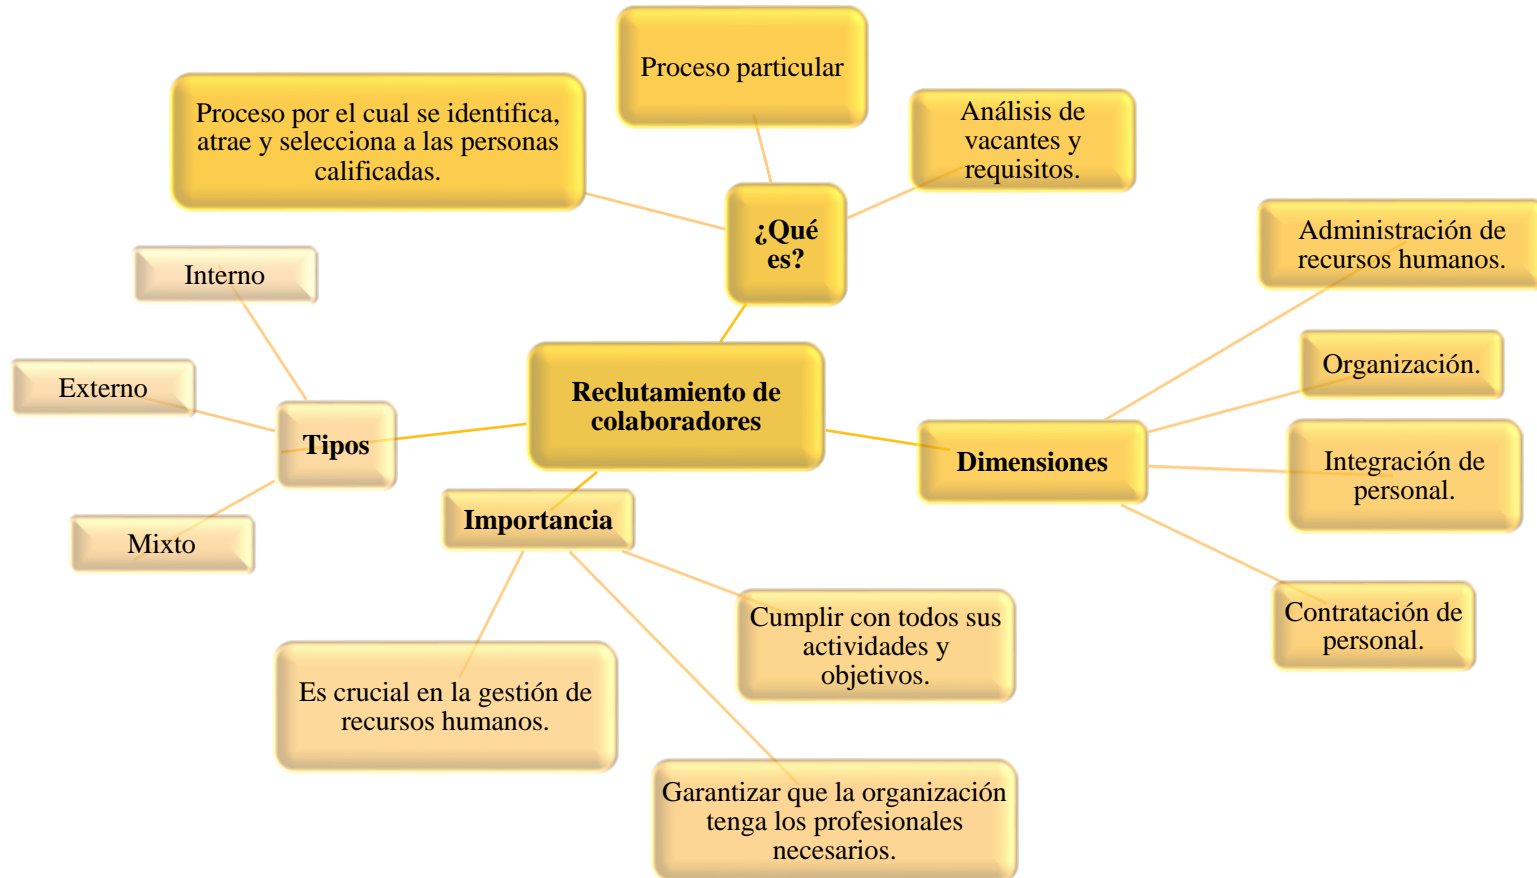 Proceso particular
Proceso por el cual se identifica,
atrae y selecciona a las personas
calificadas.
Análisis de
vacantes y
requisitos.
¿Qué
es?
Administración de
recursos humanos.
Interno
Organización.
Externo
Reclutamiento de
colaboradores
Tipos
Dimensiones
Integración de
personal.
Importancia
Mixto
Cumplir con todos sus
actividades y
objetivos.
Contratación de
personal.
Es crucial en la gestión de
recursos humanos.
Garantizar que la organización
tenga los profesionales
necesarios.